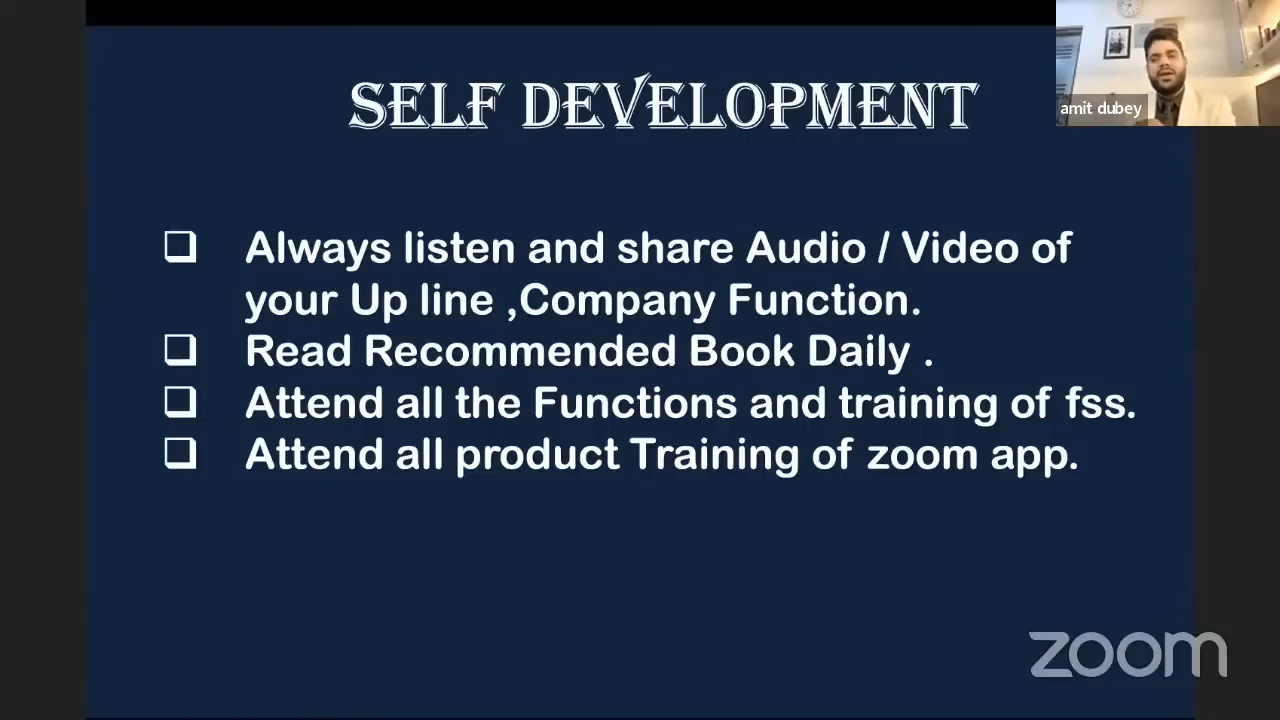 SELF DEVELOPMENT
amit dubey
❑ Always listen and share Audio / Video of
your Up line ,Company Function.
❑ Read Recommended Book Daily .
❑ Attend all the Functions and training of fss.
❑ Attend all product Training of zoom app.
zoom